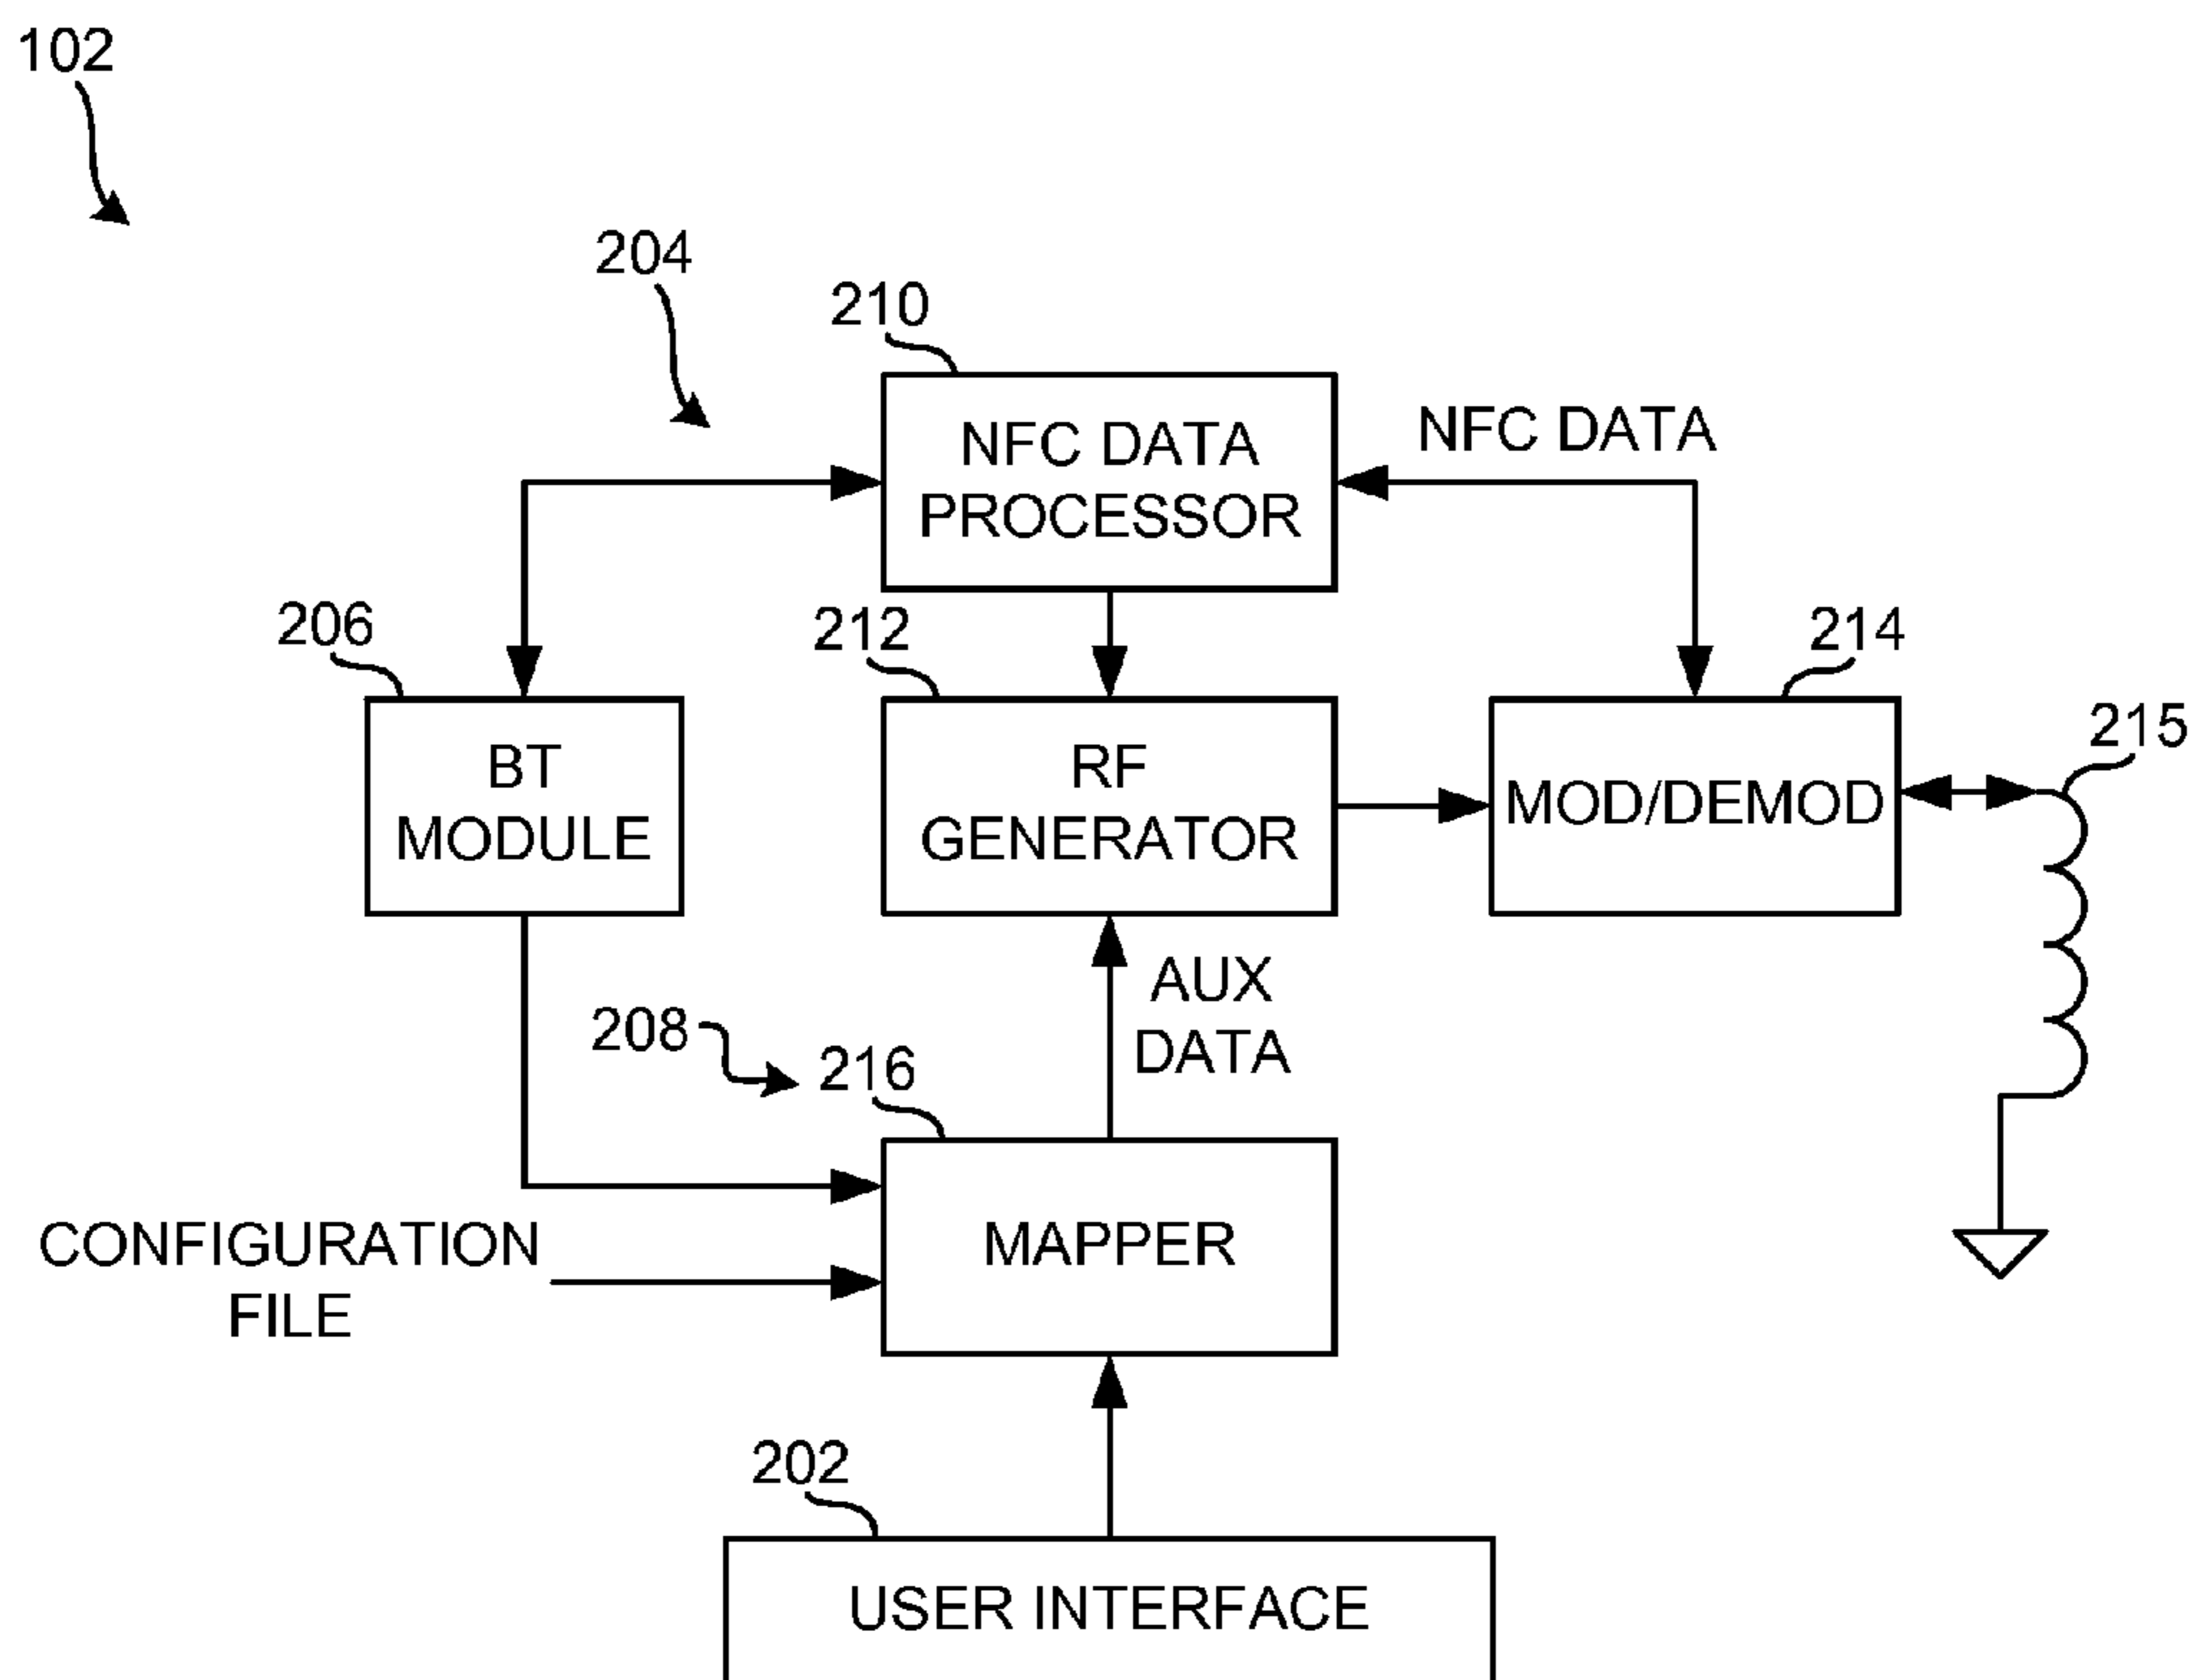 102
204
210
NFC DATA
PROCESSOR
NFC DATA
206
212
214
215
BT
MODULE
RF
GENERATOR
MOD/DEMOD
AUX
DATA
208
216
CONFIGURATION
FILE
MAPPER
202
USER INTERFACE